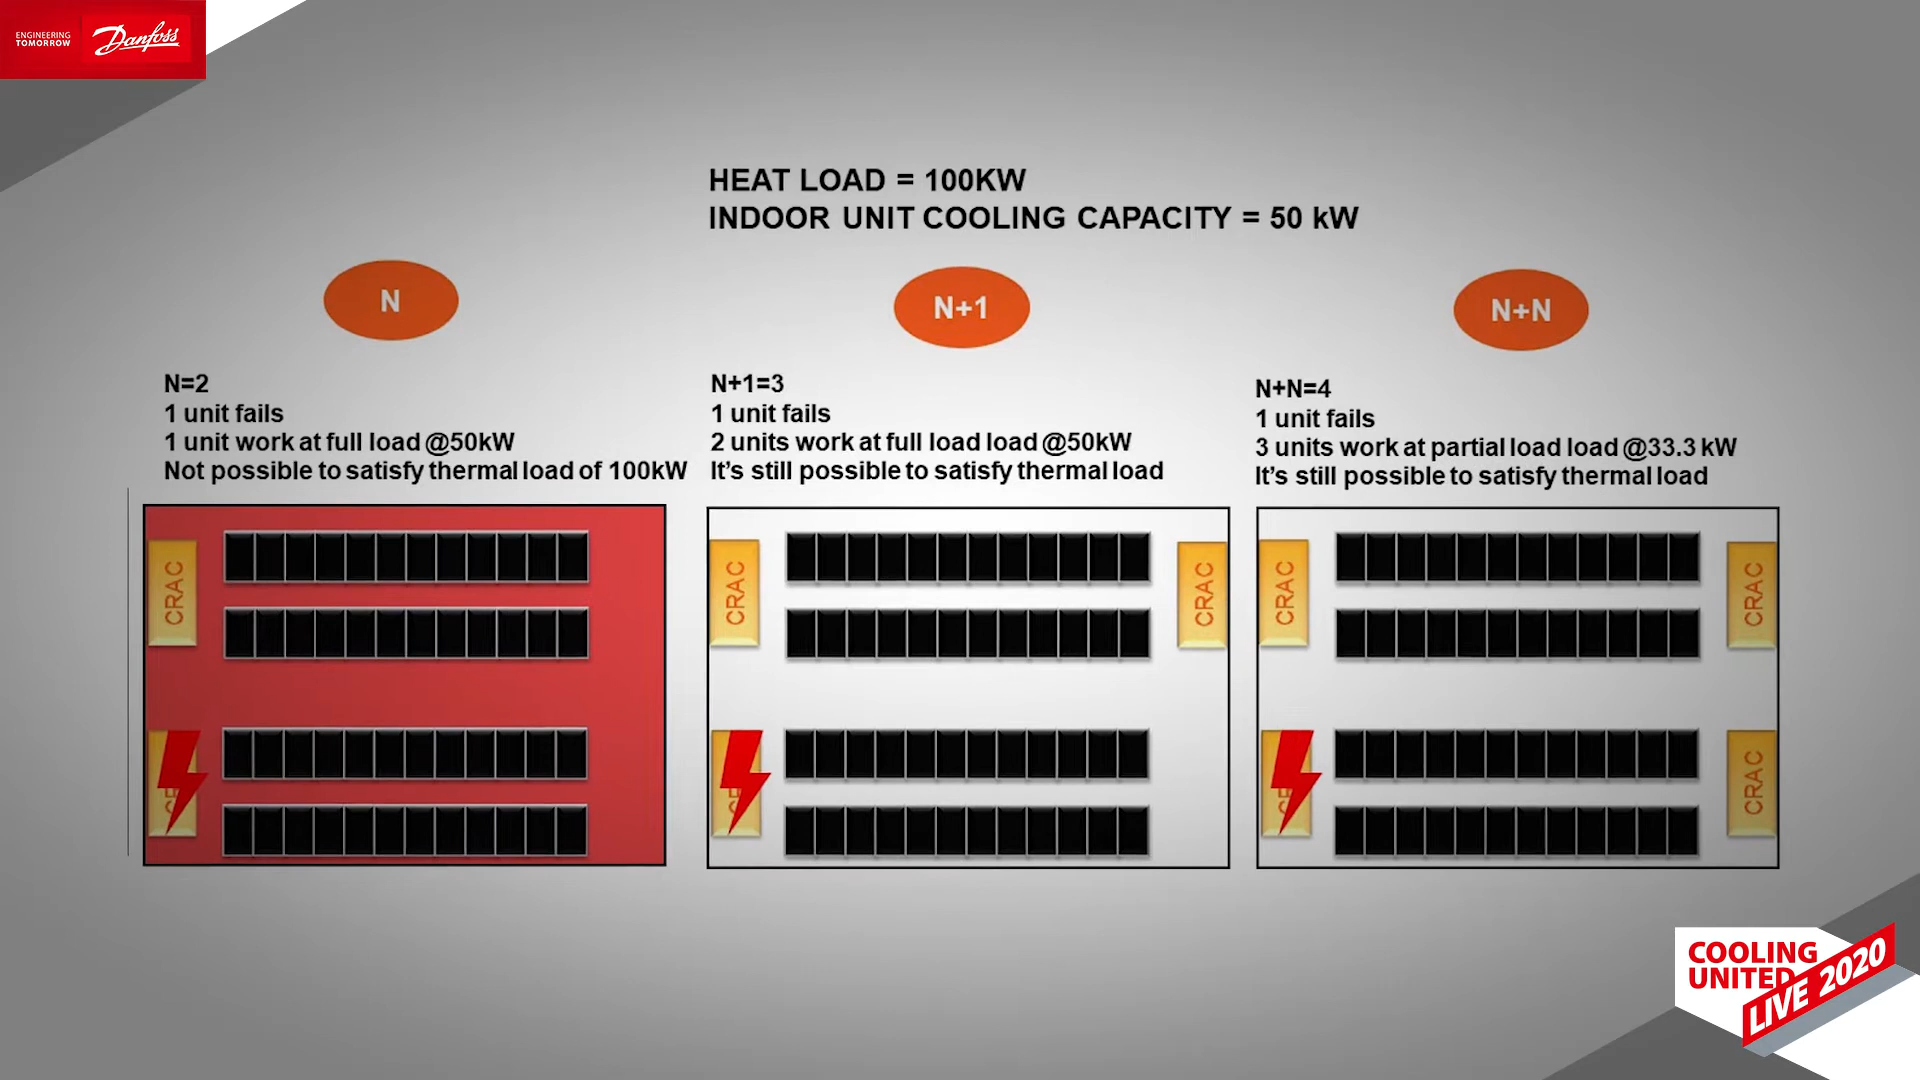 ENGINEERING
TOMORROW
Danfoss
HEAT LOAD = 100KW
INDOOR UNIT COOLING CAPACITY = 50 kW
N
N+1
N+N
N=2
1 unit fails
1 unit work at full load @50kW
Not possible to satisfy thermal load of 100kW
N+1=3
1 unit fails
2 units work at full load load @50kW
It's still possible to satisfy thermal load
N+N=4
1 unit fails
3 units work at partial load load @33.3 kW
It's still possible to satisfy thermal load
CRAC
CRAC
CRAC
CRAC
CRAC
CRAC
COOLING
UNITED
LIVE 2020